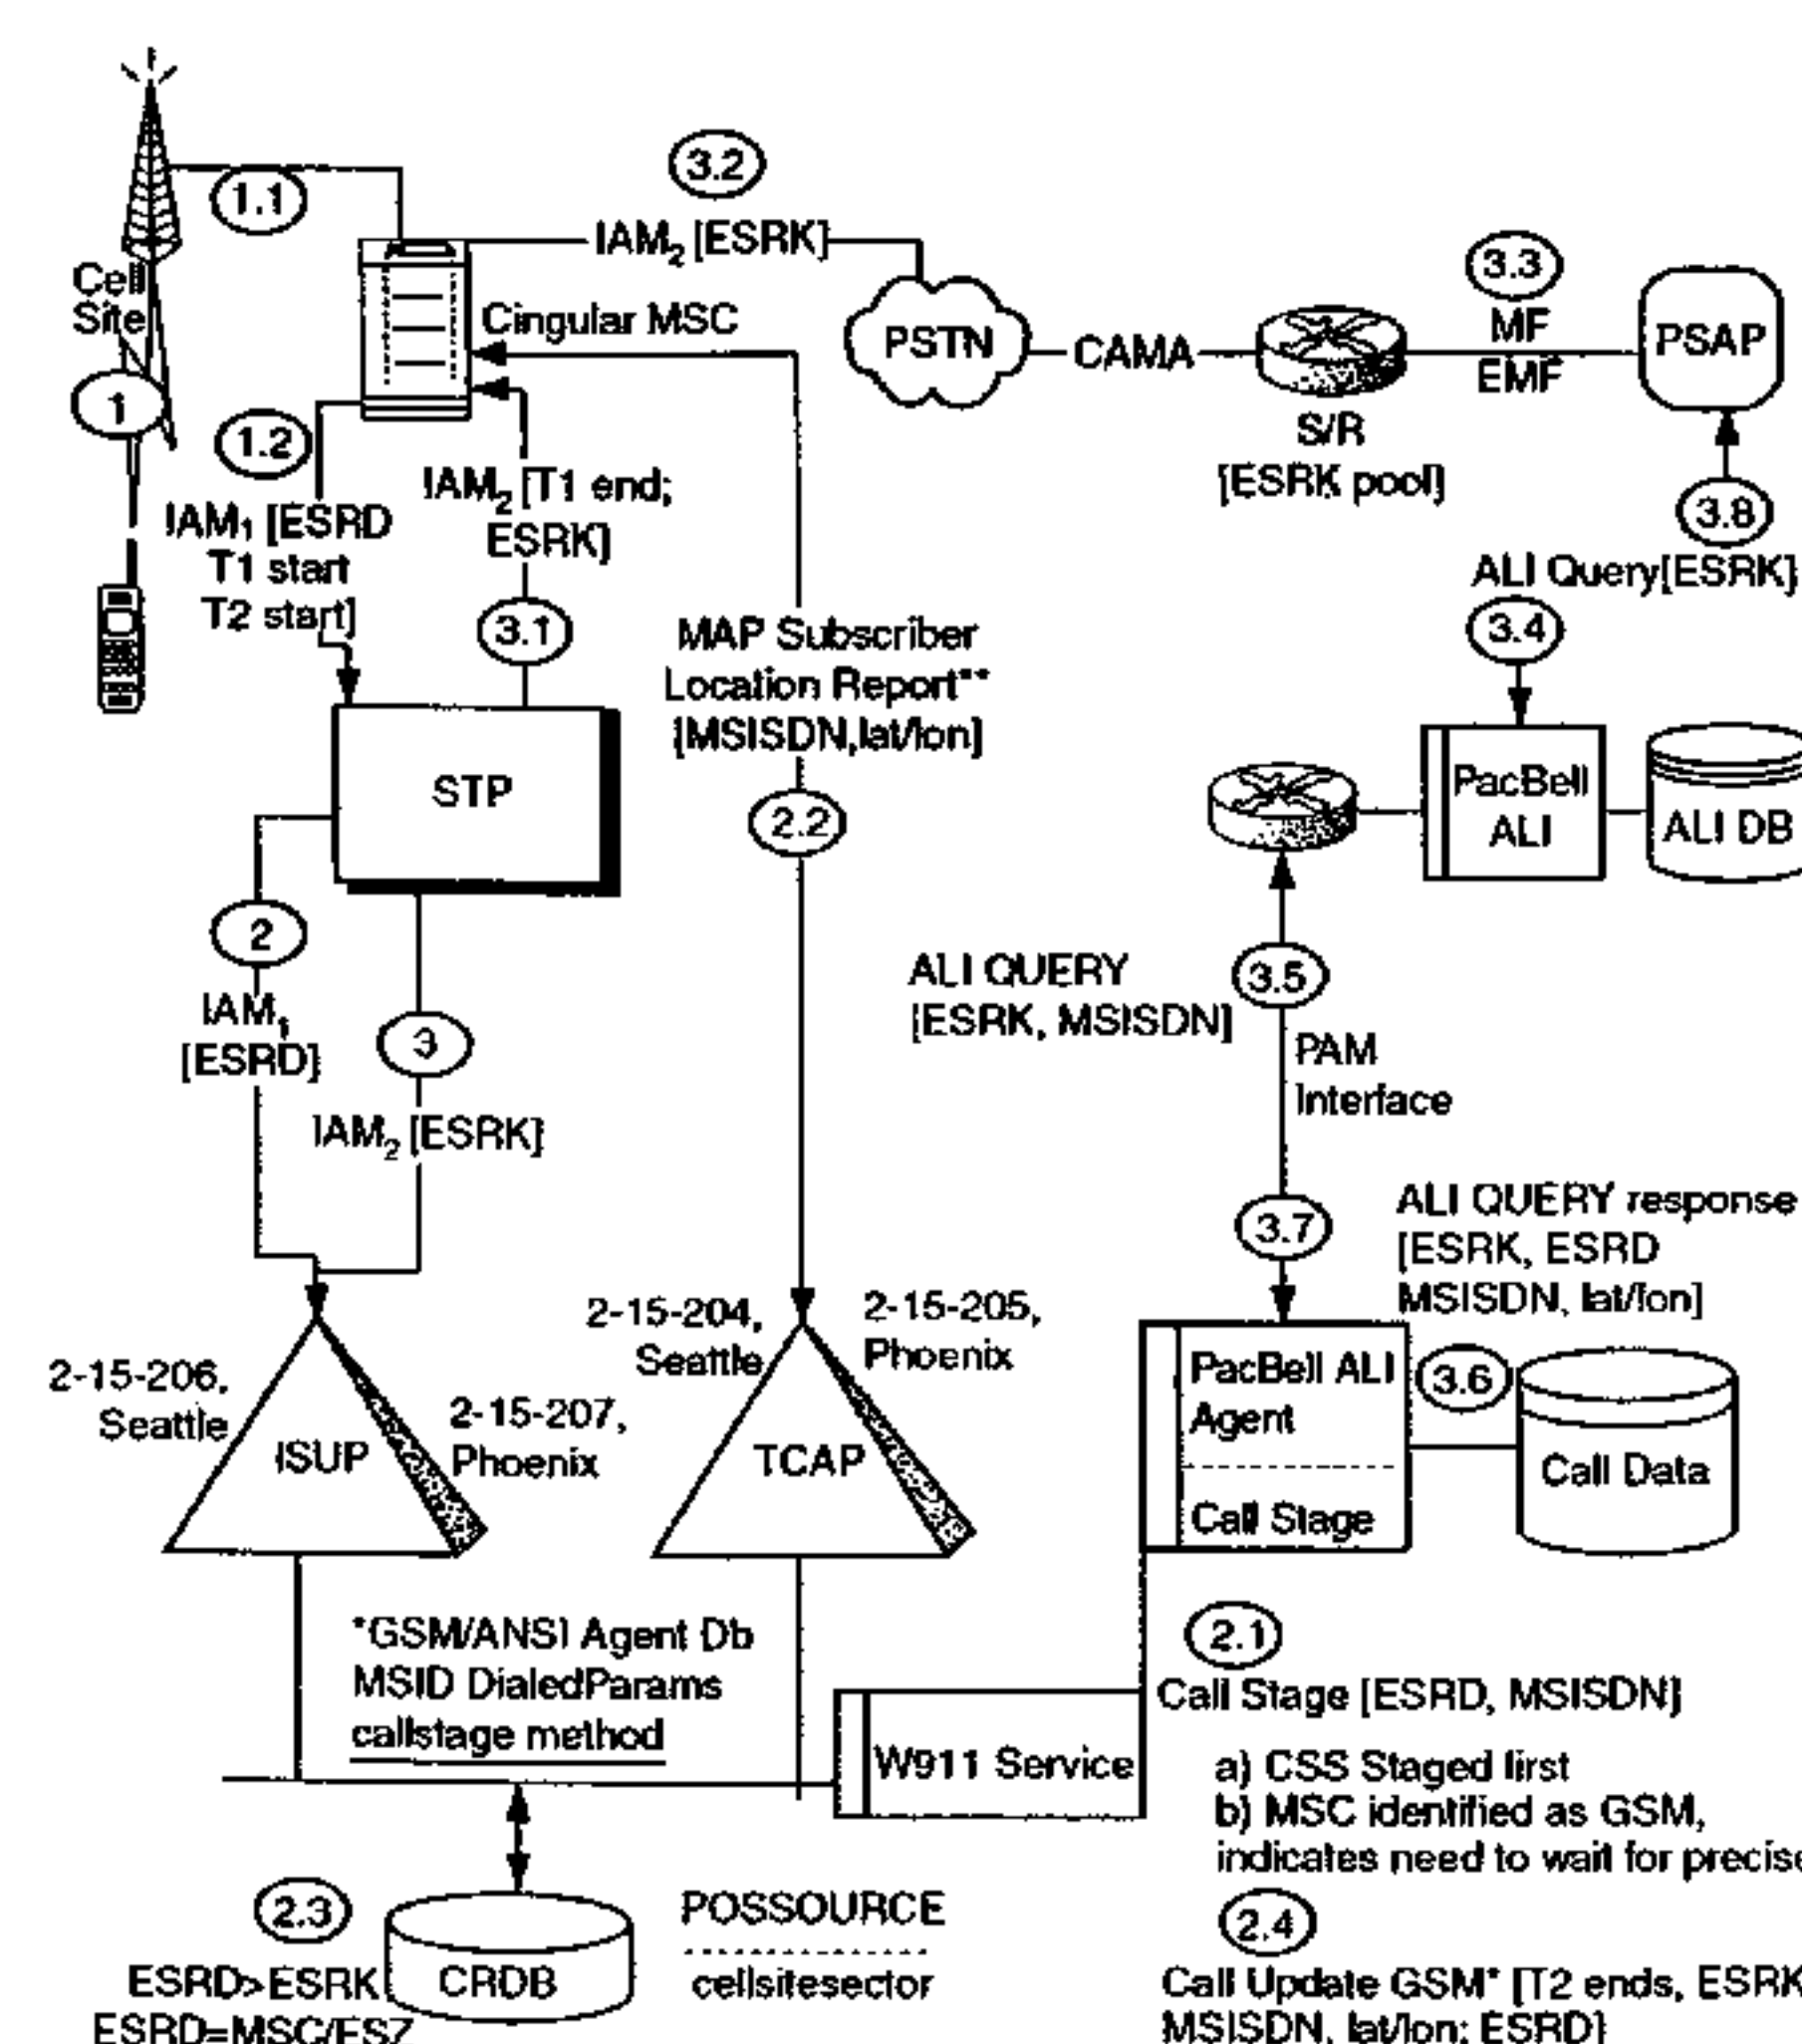 3.2
1.1
IAM2 [ESRK]
3.3
Cell
Site
Cingular MSC
MF
PSTN
CAMA
PSAP
EMF
1
1.2
S/R
[ESRK pool]
IAM2 [T1 end;
ESRK]
3.8
IAM1 [ESRD
T1 start
T2 start]
ALI Query[ESRK]
3.1
3.4
MAP Subscriber
Location Report**
[MSISDN,lat/lon]
STP
2.2
PacBell
ALI
ALI DB
2
ALI QUERY
[ESRK, MSISDN]
3.5
IAM1
[ESRD]
3
PAM
Interface
IAM2 [ESRK]
3.7
ALI QUERY response
[ESRK, ESRD
MSISDN, lat/lon]
2-15-204,
Seattle
2-15-205,
Phoenix
2-15-206,
Seattle
2-15-207,
Phoenix
ISUP
TCAP
PacBell ALI
Agent
3.6
Call Stage
Call Data
*GSM/ANSI Agent Db
MSID DialedParams
callstage method
2.1
Call Stage [ESRD, MSISDN]
W911 Service
a) CSS Staged first
b) MSC identified as GSM,
indicates need to wait for precise
2.3
POSSOURCE
2.4
ESRD>ESRK
CRDB
cellsitesector
Call Update GSM* [T2 ends, ESRK
ESRD=MSC/ESZ
MSISDN, lat/lon; ESRD]